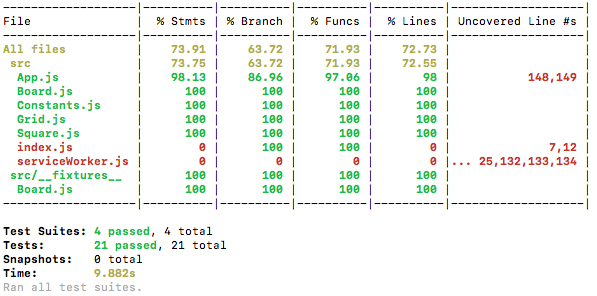 File | % Stmts | % Branch | % Funcs | % Lines | Uncovered Line #s |
All files | 73.91 | 63.72 | 71.93 | 72.73 | |
src | 73.75 | 63.72 | 71.93 | 72.55 | |
App.js | 98.13 | 86.96 | 97.06 | 98 | 148,149 |
Board.js | 100 | 100 | 100 | 100 | |
Constants.js | 100 | 100 | 100 | 100 | |
Grid.js | 100 | 100 | 100 | 100 | |
Square.js | 100 | 100 | 100 | 100 | |
index.js | 0 | 100 | 100 | 0 | 7,12 |
serviceWorker.js | 0 | 0 | 0 | 0 |... 25,132,133,134 |
src/__fixtures__ | 100 | 100 | 100 | 100 | |
Board.js | 100 | 100 | 100 | 100 | |
Test Suites: 4 passed, 4 total
Tests: 21 passed, 21 total
Snapshots: 0 total
Time: 9.882s
Ran all test suites.